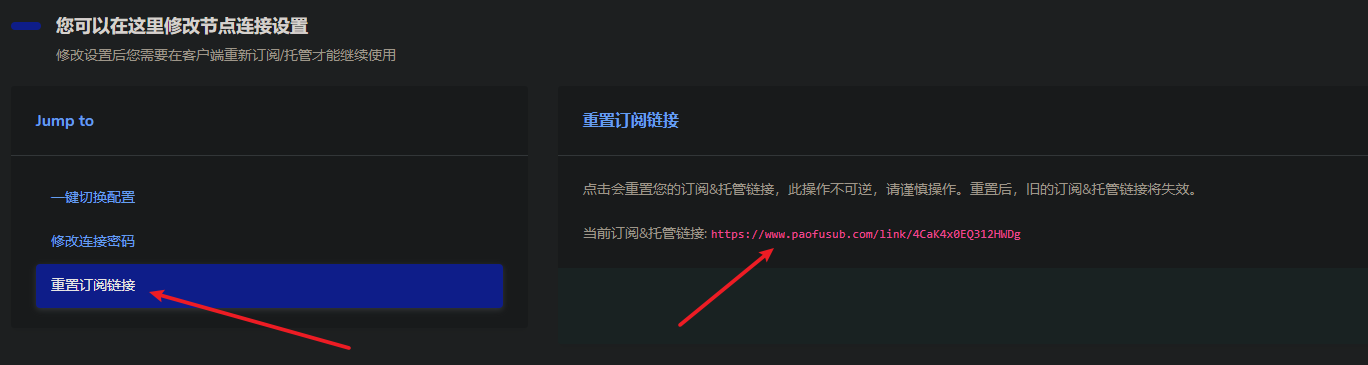 您可以在这里修改节点连接设置
修改设置后您需要在客户端重新订阅/托管才能继续使用
Jump to
一键切换配置
修改连接密码
重置订阅链接
重置订阅链接
点击会重置您的订阅&托管链接，此操作不可逆，请谨慎操作。重置后，旧的订阅&托管链接将失效。
当前订阅&托管链接: https://www.paofusub.com/link/4CaK4x0EQ312HWDg